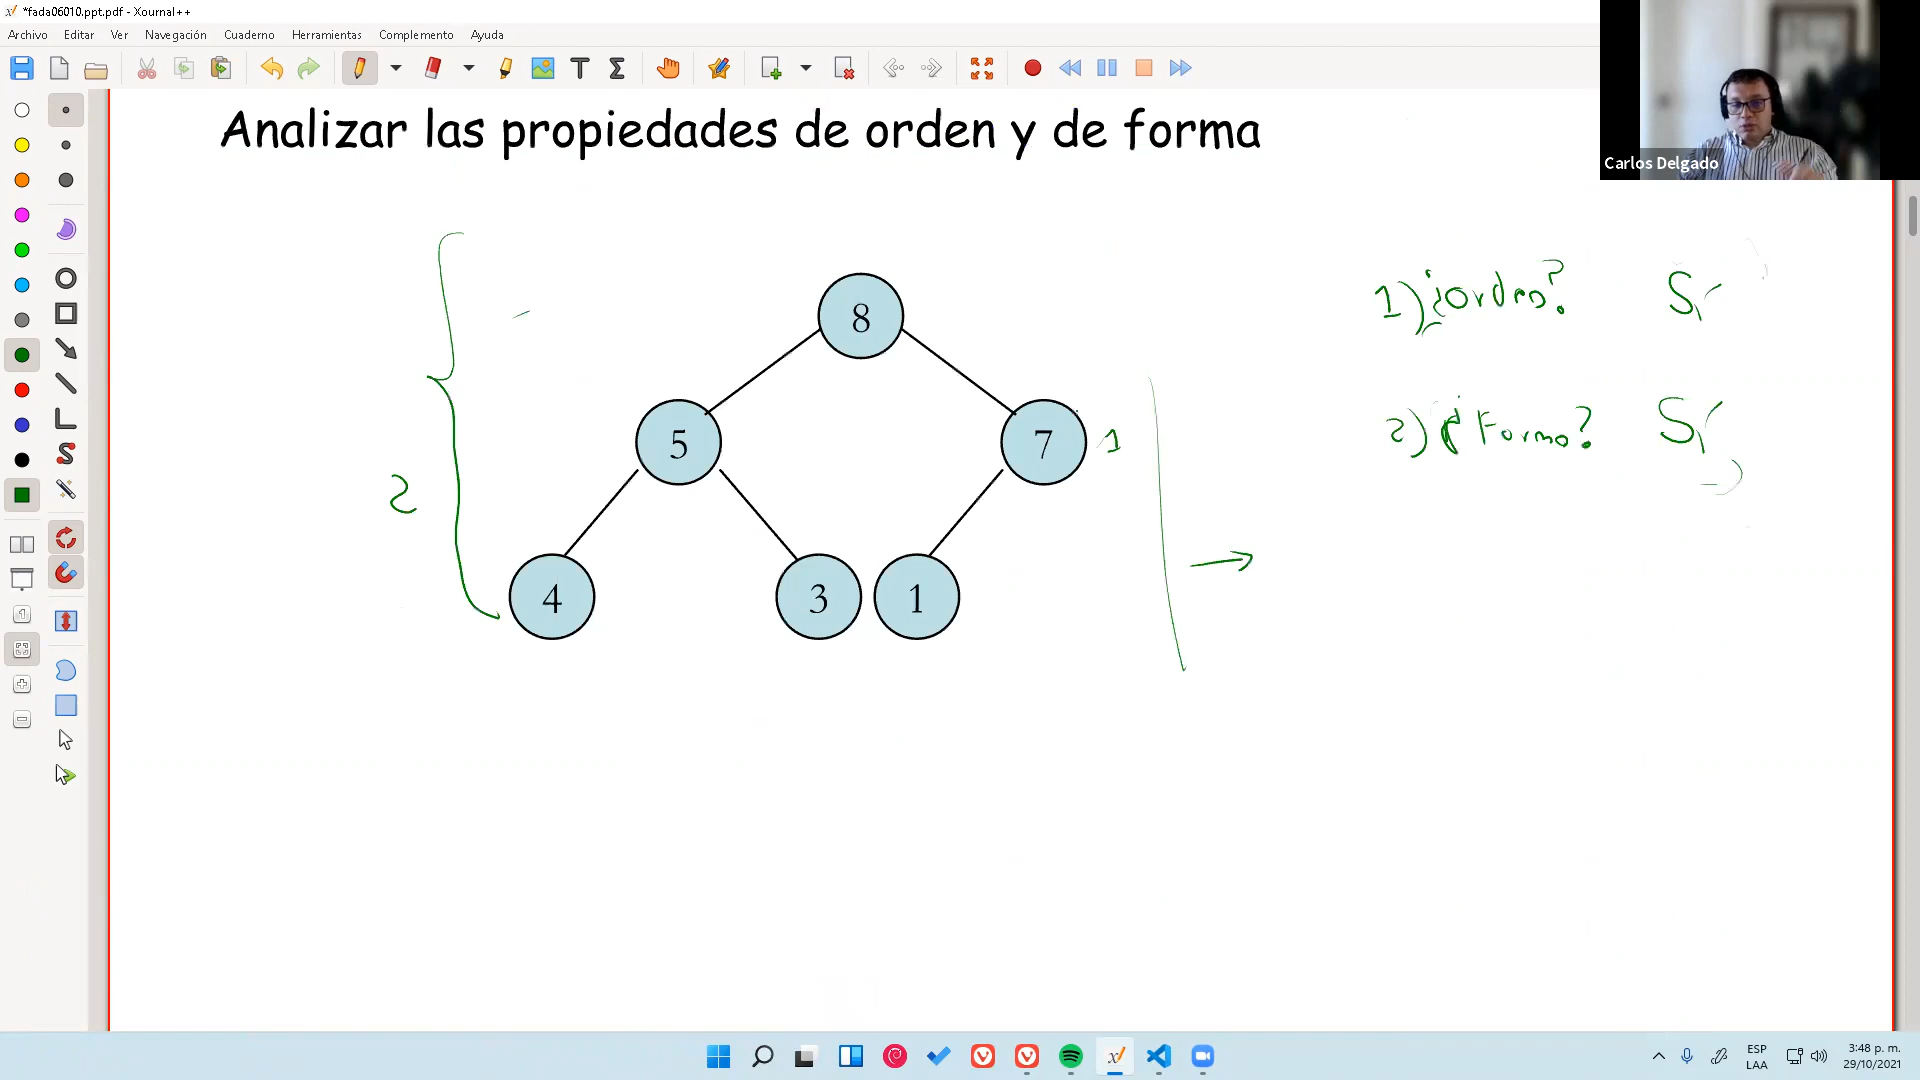 *fada06010.ppt.pdf - Xournal++
Archivo Editar Ver Navegación Cuaderno Herramientas Complemento Ayuda
Carlos Delgado
Analizar las propiedades de orden y de forma
8
5
7
1
4
3
1
2
1) ¿Orden? Sí
2) ¿Forma? Sí
ESP
LAA
3:48 p. m.
29/10/2021